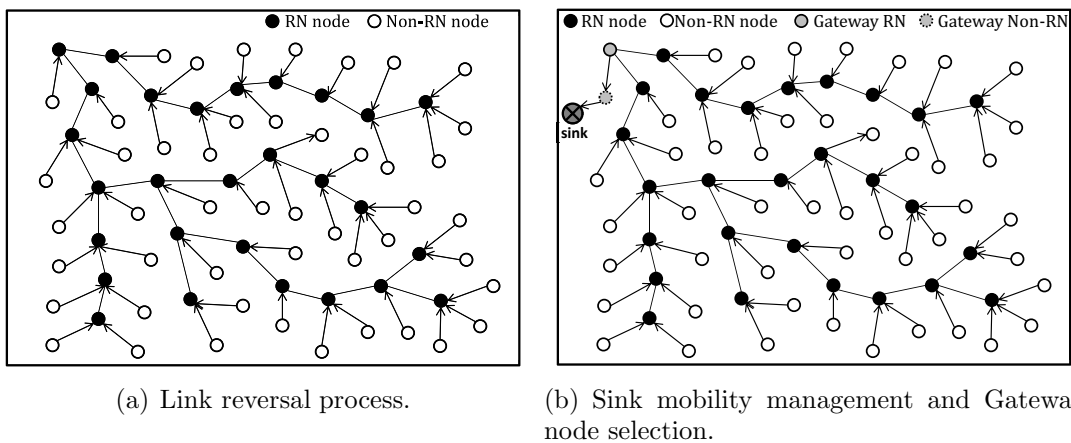 RN node Non-RN node
RN node Non-RN node Gateway RN Gateway Non-RN
sink
(a) Link reversal process.
(b) Sink mobility management and Gatewa
node selection.